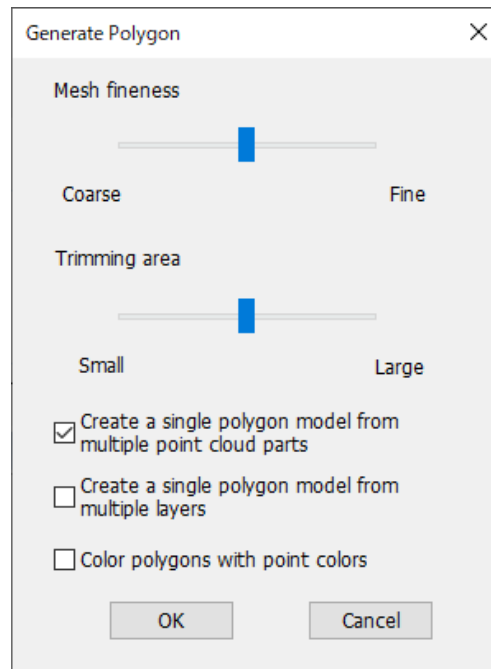 Generate Polygon
Mesh fineness
Coarse Fine
Trimming area
Small Large
Create a single polygon model from
multiple point cloud parts
Create a single polygon model from
multiple layers
Color polygons with point colors
OK Cancel